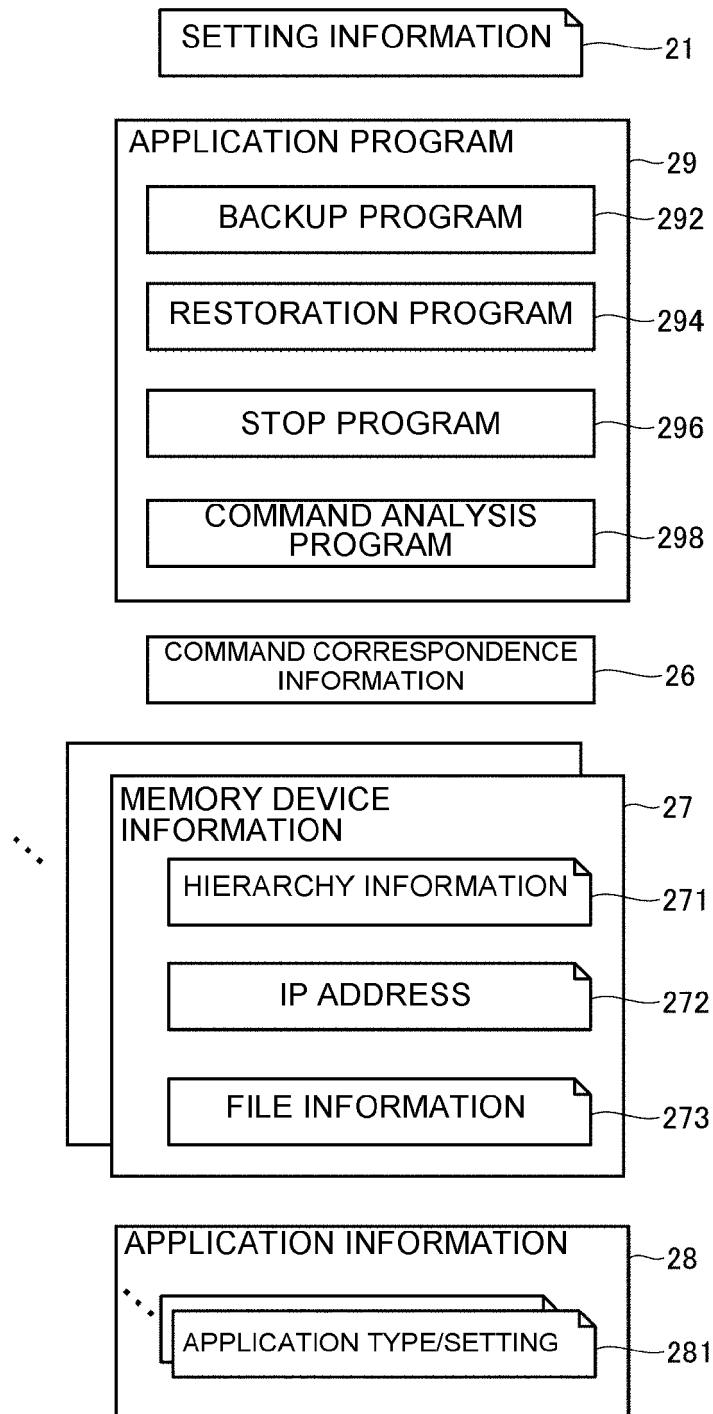 SETTING INFORMATION
21
APPLICATION PROGRAM
29
BACKUP PROGRAM
292
RESTORATION PROGRAM
294
STOP PROGRAM
296
COMMAND ANALYSIS
PROGRAM
298
COMMAND CORRESPONDENCE
INFORMATION
26
MEMORY DEVICE
INFORMATION
27
HIERARCHY INFORMATION
271
IP ADDRESS
272
FILE INFORMATION
273
APPLICATION INFORMATION
28
APPLICATION TYPE/SETTING
281